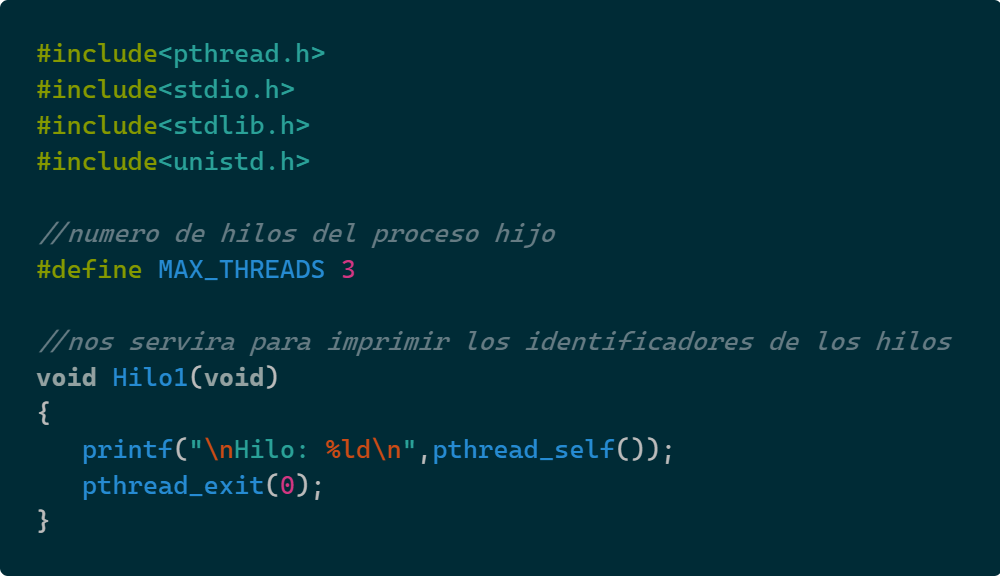 #include<pthread.h>
#include<stdio.h>
#include<stdlib.h>
#include<unistd.h>
//numero de hilos del proceso hijo
#define MAX_THREADS 3
//nos servira para imprimir los identificadores de los hilos
void Hilo1(void)
{
printf("\nHilo: %ld\n",pthread_self());
pthread_exit(0);
}